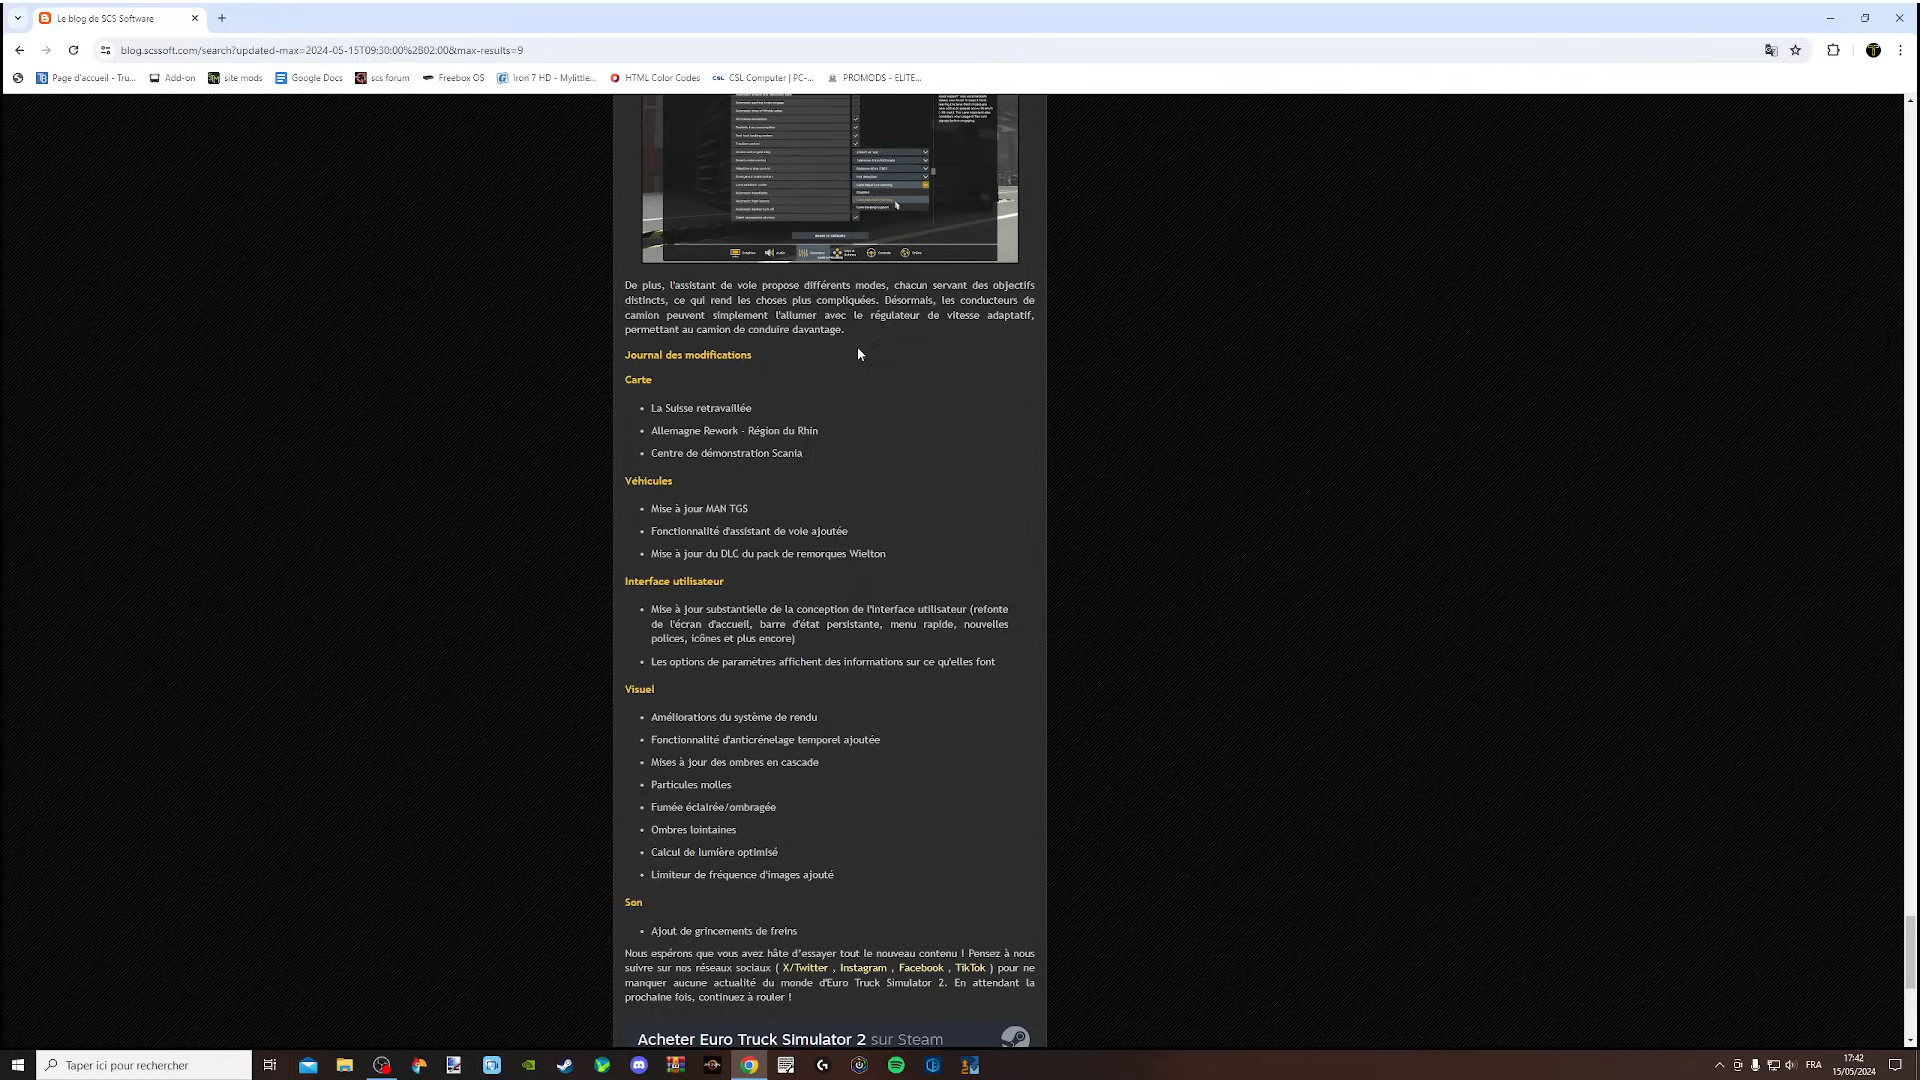 Le blog de SCS Software
blog.scssoft.com/search?updated-max=2024-05-15T09:30:00%2B02:00&max-results=9
Page d'accueil - Tru... Add-on site mods Google Docs scs forum Freebox OS Iron 7 HD - Mylittle... HTML Color Codes CSL Computer | PC-... PROMODS - ELITE...
De plus, l'assistant de voie propose différents modes, chacun servant des objectifs
distincts, ce qui rend les choses plus compliquées. Désormais, les conducteurs de
camion peuvent simplement l'allumer avec le régulateur de vitesse adaptatif,
permettant au camion de conduire davantage.
Journal des modifications
Carte
• La Suisse retravaillée
• Allemagne Rework - Région du Rhin
• Centre de démonstration Scania
Véhicules
• Mise à jour MAN TGS
• Fonctionnalité d'assistant de voie ajoutée
• Mise à jour du DLC du pack de remorques Wielton
Interface utilisateur
• Mise à jour substantielle de la conception de l'interface utilisateur (refonte
de l'écran d'accueil, barre d'état persistante, menu rapide, nouvelles
polices, icônes et plus encore)
• Les options de paramètres affichent des informations sur ce qu'elles font
Visuel
• Améliorations du système de rendu
• Fonctionnalité d'anticrénelage temporel ajoutée
• Mises à jour des ombres en cascade
• Particules molles
• Fumée éclairée/ombragée
• Ombres lointaines
• Calcul de lumière optimisé
• Limiteur de fréquence d'images ajouté
Son
• Ajout de grincements de freins
Nous espérons que vous avez hâte d'essayer tout le nouveau contenu ! Pensez à nous
suivre sur nos réseaux sociaux ( X/Twitter , Instagram , Facebook , TikTok ) pour ne
manquer aucune actualité du monde d'Euro Truck Simulator 2. En attendant la
prochaine fois, continuez à rouler !
Acheter Euro Truck Simulator 2 sur Steam
Taper ici pour rechercher
FRA
17:42
15/05/2024